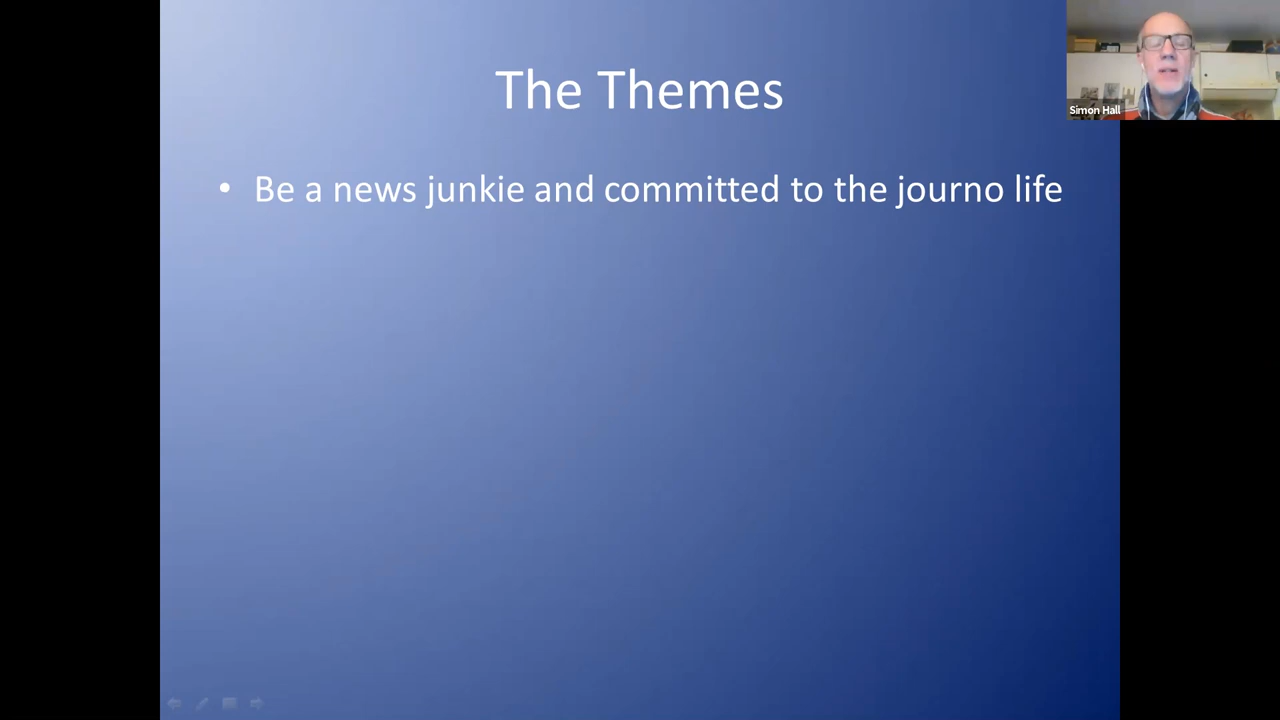 The Themes
• Be a news junkie and committed to the journo life
Simon Hall